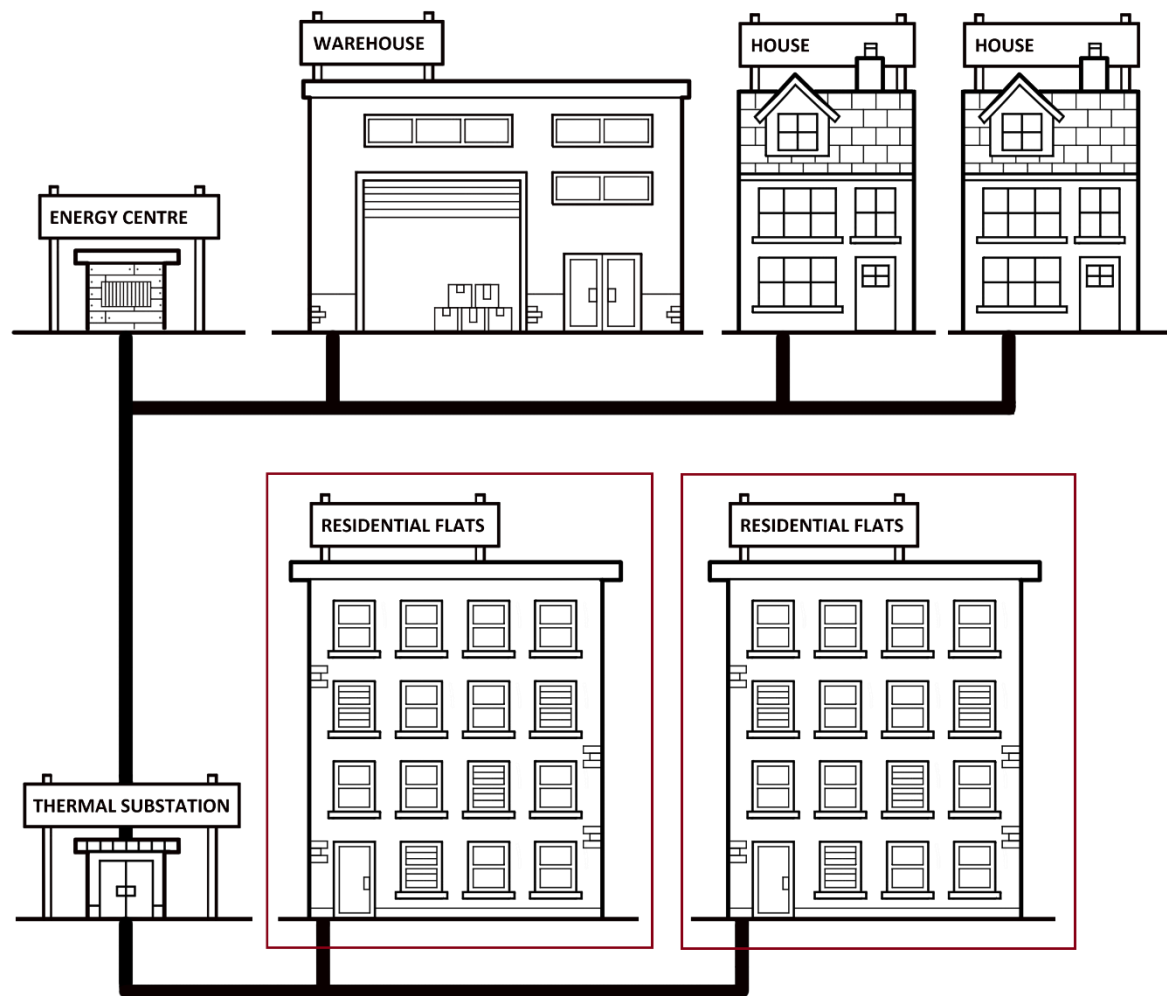 WAREHOUSE
HOUSE
HOUSE
ENERGY CENTRE
RESIDENTIAL FLATS
RESIDENTIAL FLATS
THERMAL SUBSTATION